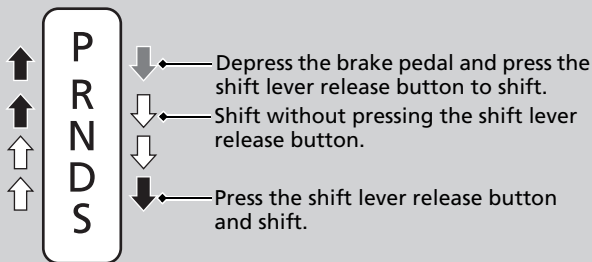 P
R
N
D
S
Depress the brake pedal and press the
shift lever release button to shift.
Shift without pressing the shift lever
release button.
Press the shift lever release button
and shift.